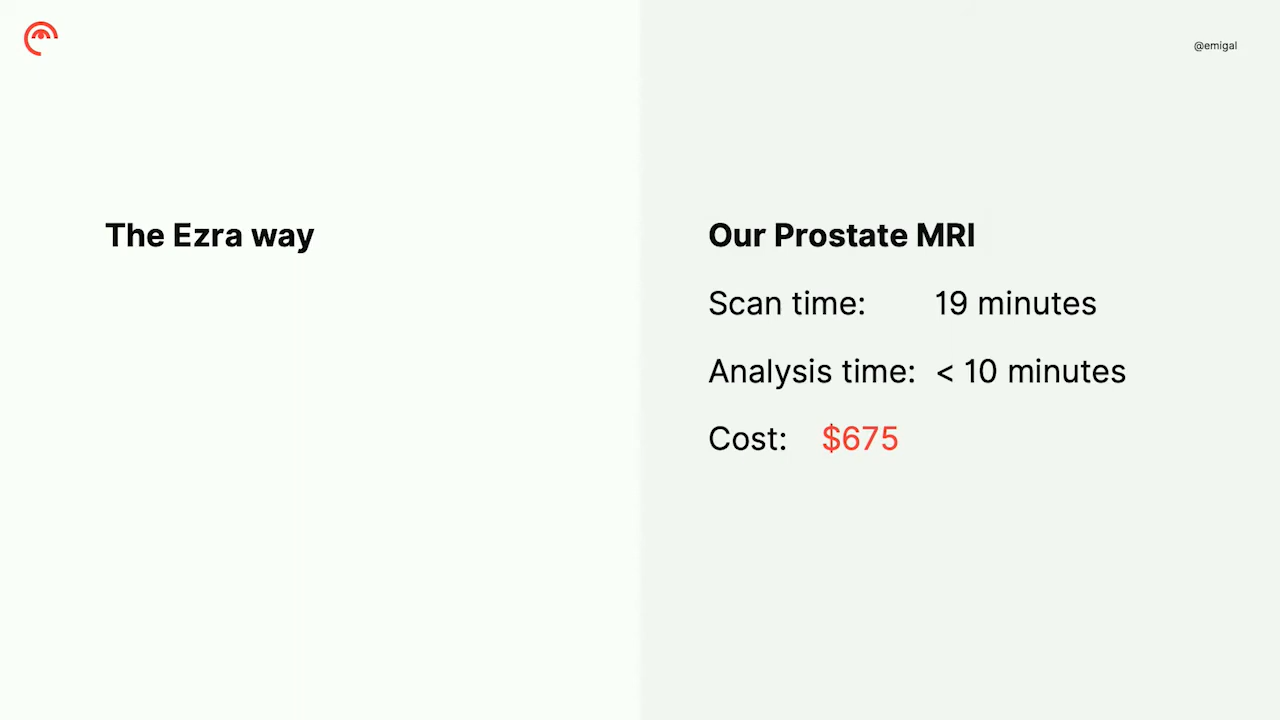 @emigal
The Ezra way
Our Prostate MRI
Scan time: 19 minutes
Analysis time: < 10 minutes
Cost: $675